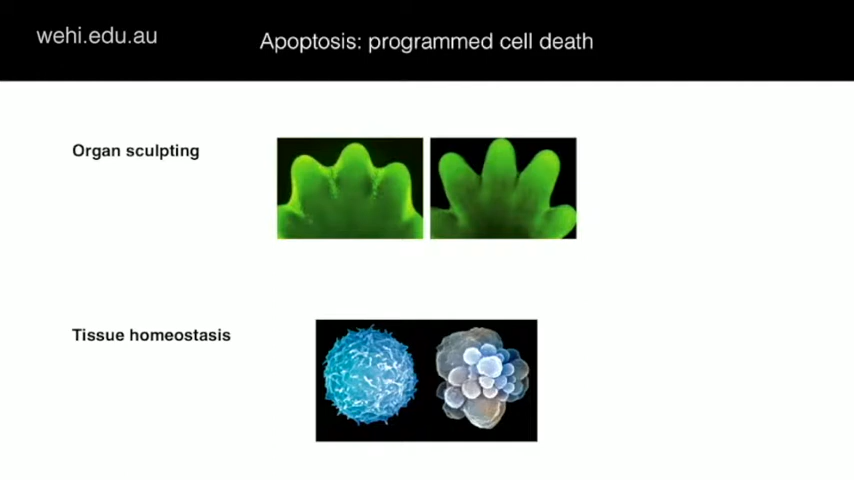 wehi.edu.au
Apoptosis: programmed cell death
Organ sculpting
Tissue homeostasis